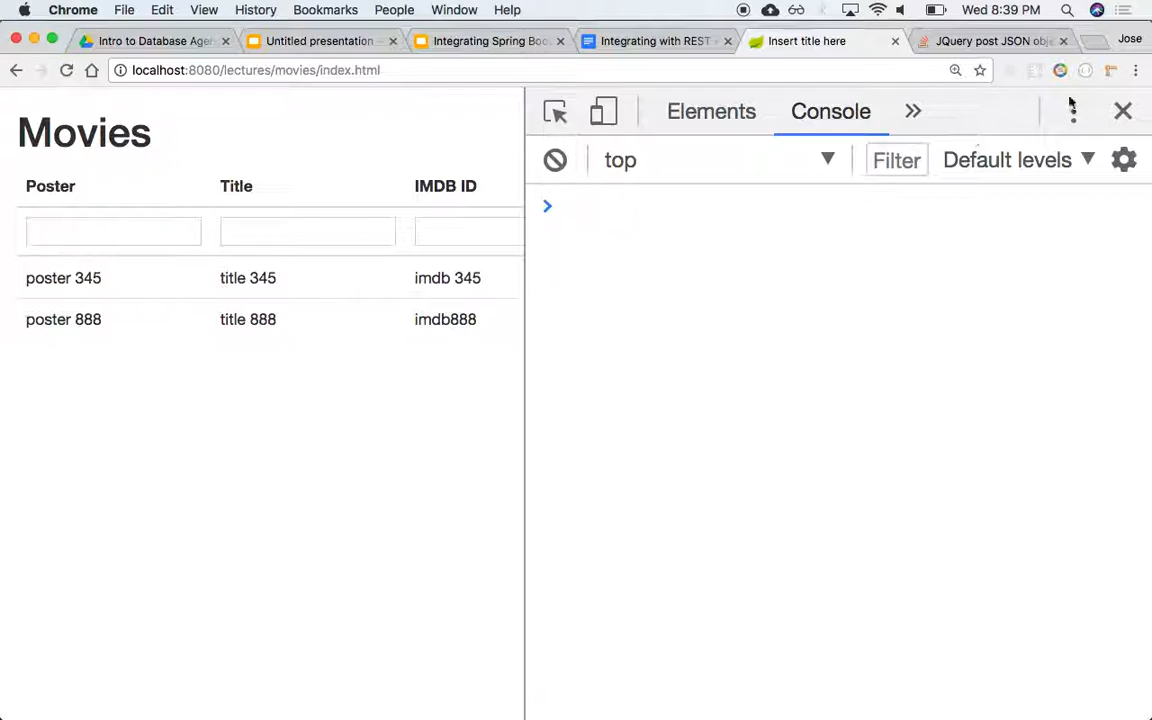 Chrome File Edit View History Bookmarks People Window Help Wed 8:39 PM
Intro to Database Agen Untitled presentation Integrating Spring Boo Integrating with REST Insert title here JQuery post JSON obje Jose
localhost:8080/lectures/movies/index.html
Movies
Elements Console
top Filter Default levels
Poster Title IMDB ID
poster 345 title 345 imdb 345
poster 888 title 888 imdb888